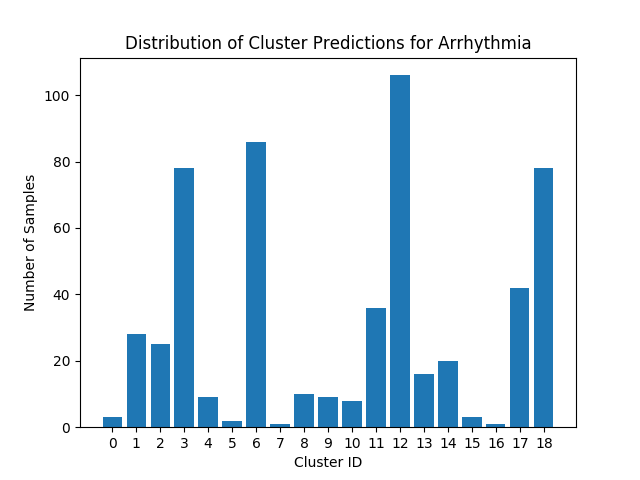 Distribution of Cluster Predictions for Arrhythmia
100
80
60
40
20
0
Number of Samples
0 1 2 3 4 5 6 7 8 9 10 11 12 13 14 15 16 17 18
Cluster ID